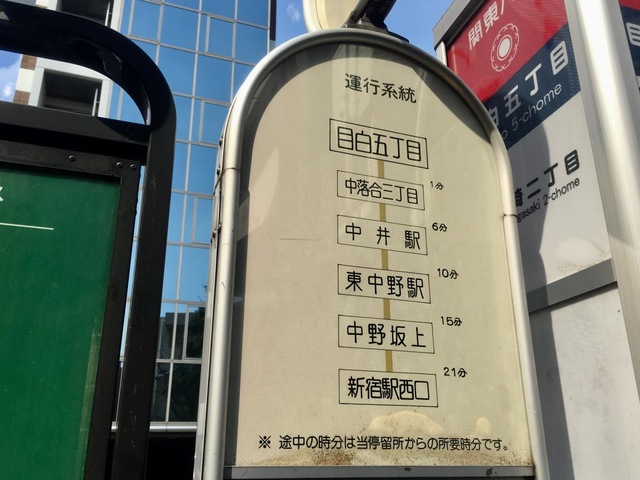 運行系統
目白五丁目
中落合三丁目 1分
中井駅 6分
東中野駅 10分
中野坂上 15分
新宿駅西口 21分
※ 途中の時分は当停留所からの所要時分です。
関東
白五丁目
5-chome
崎二丁目
gasaki 2-chome